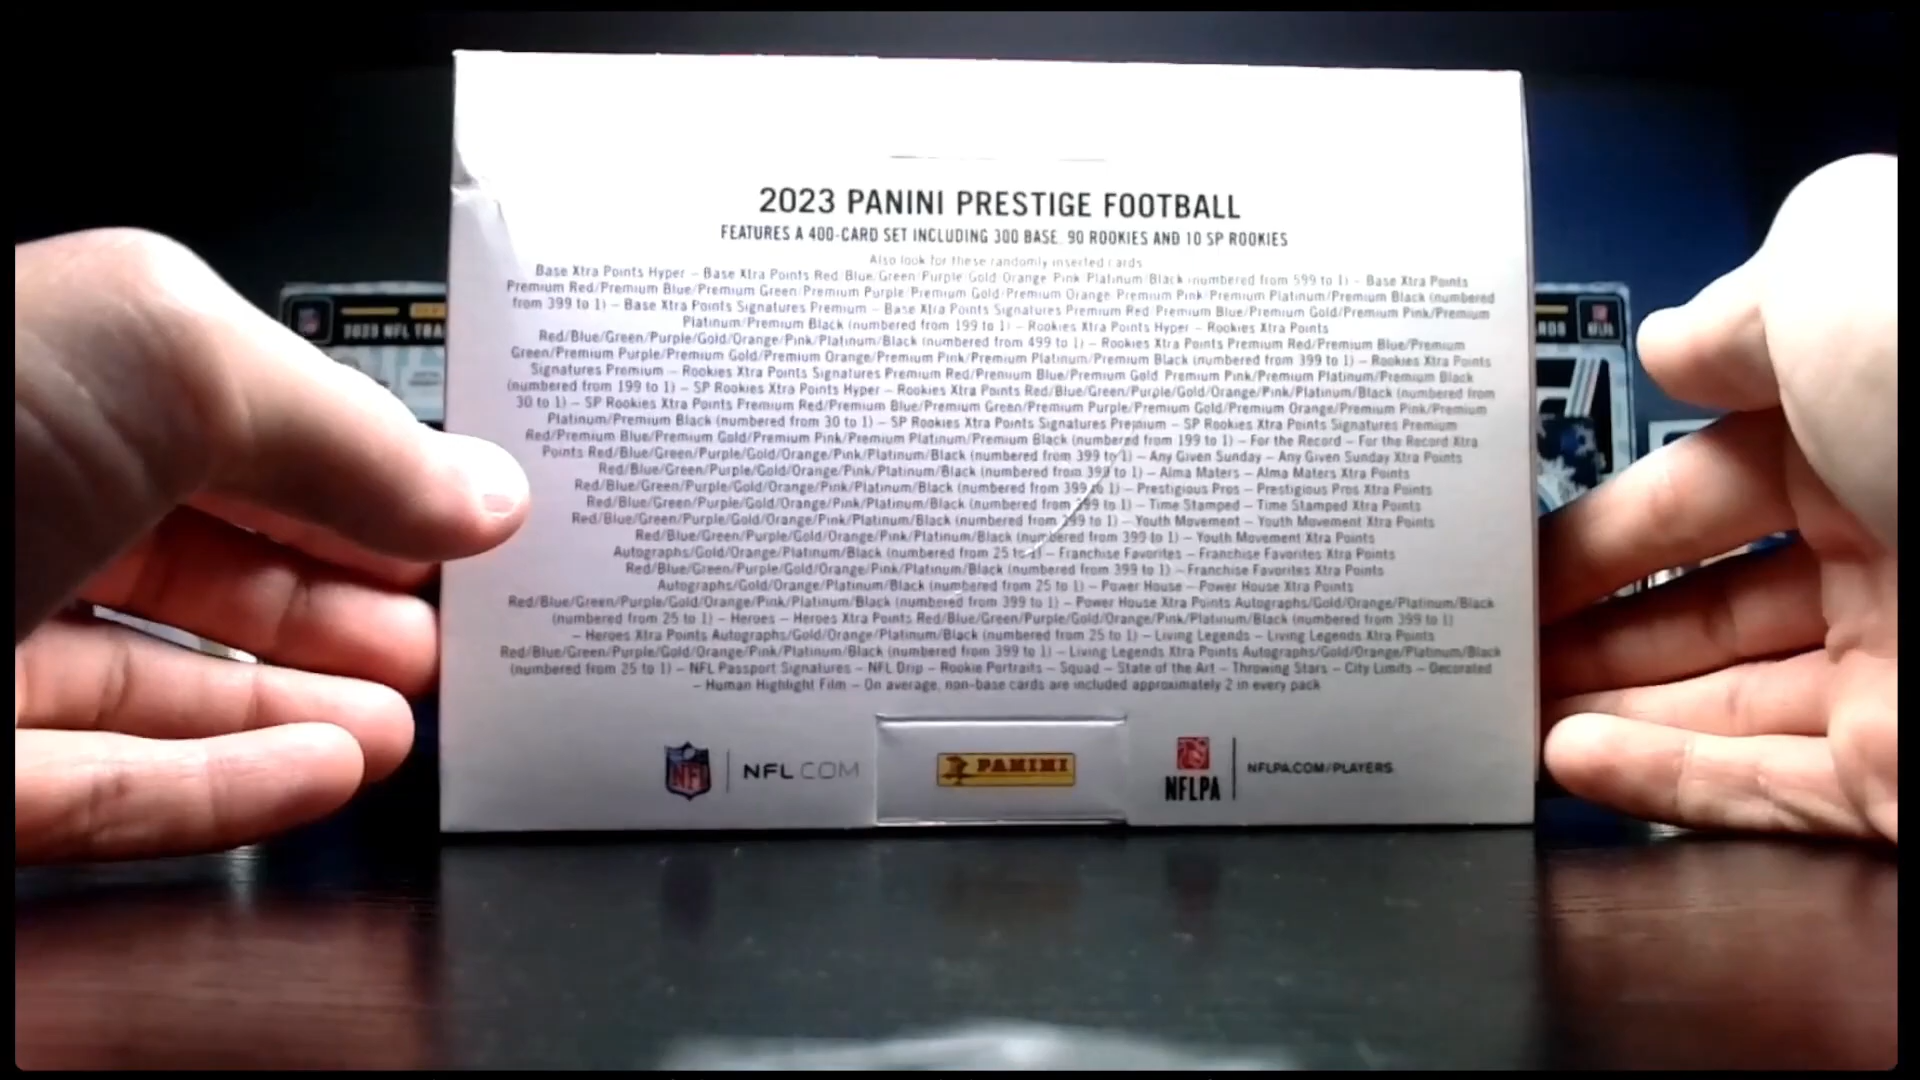 2023 PANINI PRESTIGE FOOTBALL
FEATURES A 400-CARD SET INCLUDING 300 BASE, 90 ROOKIES AND 10 SP ROOKIES
Also look for these randomly inserted cards
Base Xtra Points Hyper – Base Xtra Points Red/Blue/Green/Purple/Gold/Orange/Pink/Platinum/Black (numbered from 599 to 1) – Base Xtra Points
Premium Red/Premium Blue/Premium Green/Premium Purple/Premium Gold/Premium Orange/Premium Pink/Premium Platinum/Premium Black (numbered
from 399 to 1) – Base Xtra Points Signatures Premium – Base Xtra Points Signatures Premium Red/Premium Blue/Premium Gold/Premium Pink/Premium
Platinum/Premium Black (numbered from 199 to 1) – Rookies Xtra Points Hyper – Rookies Xtra Points
Red/Blue/Green/Purple/Gold/Orange/Pink/Platinum/Black (numbered from 499 to 1) – Rookies Xtra Points Premium Red/Premium Blue/Premium
Green/Premium Purple/Premium Gold/Premium Orange/Premium Pink/Premium Platinum/Premium Black (numbered from 399 to 1) – Rookies Xtra Points
Signatures Premium – Rookies Xtra Points Signatures Premium Red/Premium Blue/Premium Gold/Premium Pink/Premium Platinum/Premium Black
(numbered from 199 to 1) – SP Rookies Xtra Points Hyper – Rookies Xtra Points Red/Blue/Green/Purple/Gold/Orange/Pink/Platinum/Black (numbered from
30 to 1) – SP Rookies Xtra Points Premium Red/Premium Blue/Premium Green/Premium Purple/Premium Gold/Premium Orange/Premium Pink/Premium
Platinum/Premium Black (numbered from 30 to 1) – SP Rookies Xtra Points Signatures Premium – SP Rookies Xtra Points Signatures Premium
Red/Premium Blue/Premium Gold/Premium Pink/Premium Platinum/Premium Black (numbered from 199 to 1) – For the Record – For the Record Xtra
Points Red/Blue/Green/Purple/Gold/Orange/Pink/Platinum/Black (numbered from 399 to 1) – Any Given Sunday – Any Given Sunday Xtra Points
Red/Blue/Green/Purple/Gold/Orange/Pink/Platinum/Black (numbered from 399 to 1) – Alma Maters – Alma Maters Xtra Points
Red/Blue/Green/Purple/Gold/Orange/Pink/Platinum/Black (numbered from 399 to 1) – Prestigious Pros – Prestigious Pros Xtra Points
Red/Blue/Green/Purple/Gold/Orange/Pink/Platinum/Black (numbered from 399 to 1) – Time Stamped – Time Stamped Xtra Points
Red/Blue/Green/Purple/Gold/Orange/Pink/Platinum/Black (numbered from 399 to 1) – Youth Movement – Youth Movement Xtra Points
Red/Blue/Green/Purple/Gold/Orange/Pink/Platinum/Black (numbered from 399 to 1) – Youth Movement Xtra Points
Autographs/Gold/Orange/Platinum/Black (numbered from 25 to 1) – Franchise Favorites – Franchise Favorites Xtra Points
Red/Blue/Green/Purple/Gold/Orange/Pink/Platinum/Black (numbered from 399 to 1) – Franchise Favorites Xtra Points
Autographs/Gold/Orange/Platinum/Black (numbered from 25 to 1) – Power House – Power House Xtra Points
Red/Blue/Green/Purple/Gold/Orange/Pink/Platinum/Black (numbered from 399 to 1) – Power House Xtra Points Autographs/Gold/Orange/Platinum/Black
(numbered from 25 to 1) – Heroes – Heroes Xtra Points Red/Blue/Green/Purple/Gold/Orange/Pink/Platinum/Black (numbered from 399 to 1)
– Heroes Xtra Points Autographs/Gold/Orange/Platinum/Black (numbered from 25 to 1) – Living Legends – Living Legends Xtra Points
Red/Blue/Green/Purple/Gold/Orange/Pink/Platinum/Black (numbered from 399 to 1) – Living Legends Xtra Points Autographs/Gold/Orange/Platinum/Black
(numbered from 25 to 1) – NFL Passport Signatures – NFL Drip – Rookie Portraits – Squad – State of the Art – Throwing Stars – City Limits – Decorated
– Human Highlight Film – On average, non-base cards are included approximately 2 in every pack
NFL
NFL.COM
PANINI
NFLPA
NFLPA.COM/PLAYERS
2023 NFL TRA